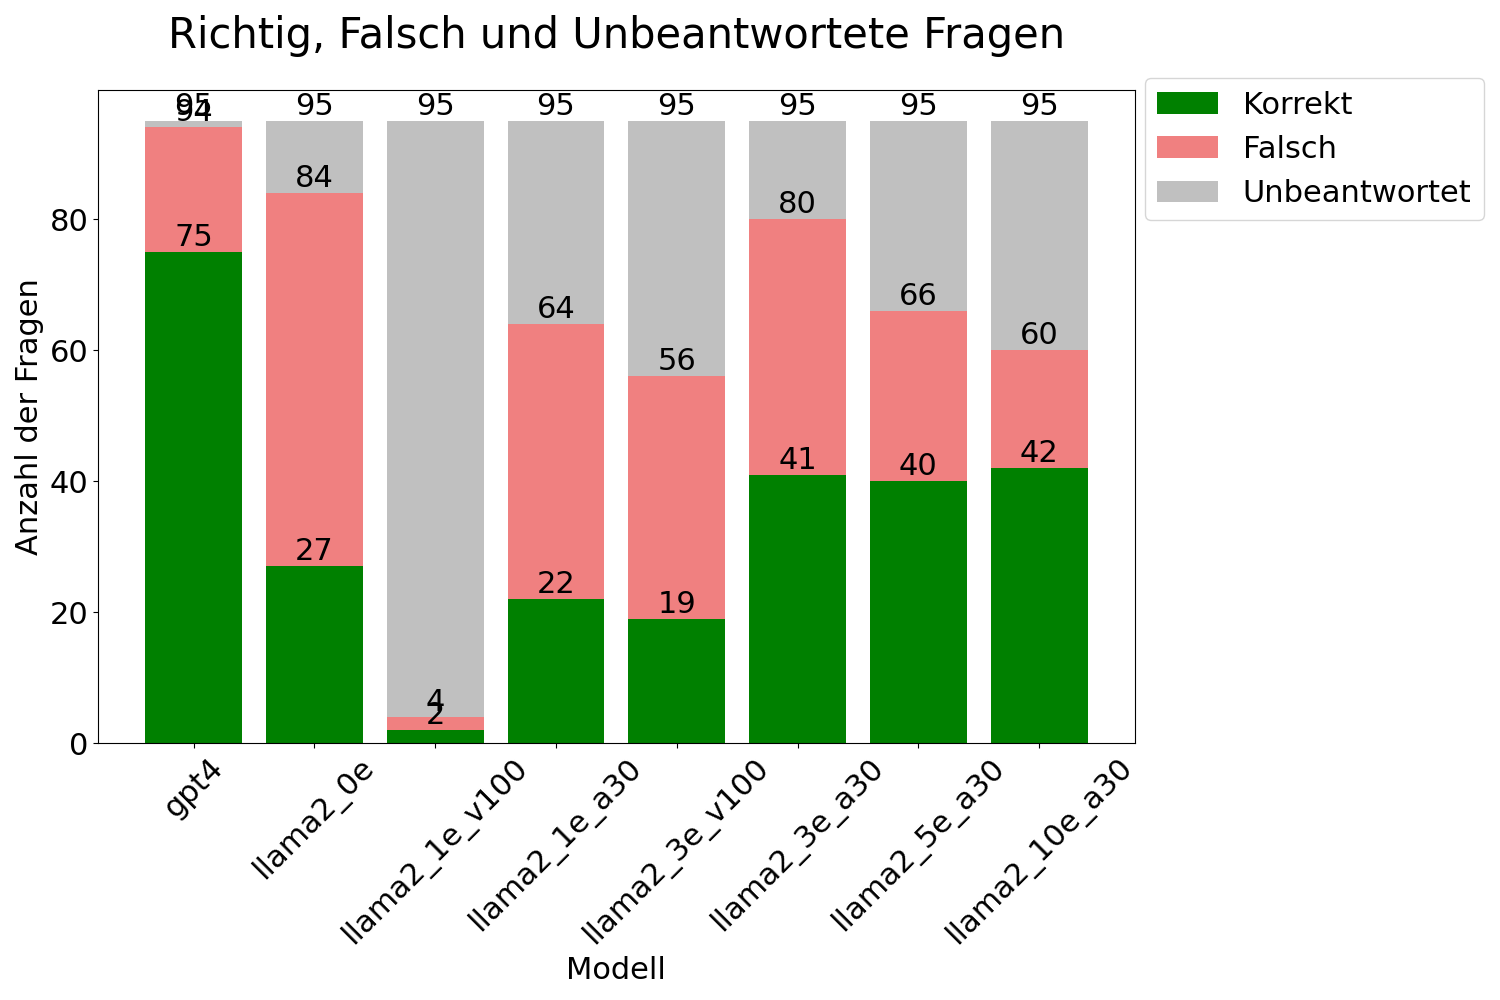 Richtig, Falsch und Unbeantwortete Fragen
Korrekt
Falsch
Unbeantwortet
95 95 95 95 95 95 95 95
94 84 4 64 56 80 66 60
75 27 2 22 19 41 40 42
Anzahl der Fragen
80
60
40
20
0
gpt4
llama2_0e
llama2_1e_v100
llama2_1e_a30
llama2_3e_v100
llama2_3e_a30
llama2_5e_a30
llama2_10e_a30
Modell